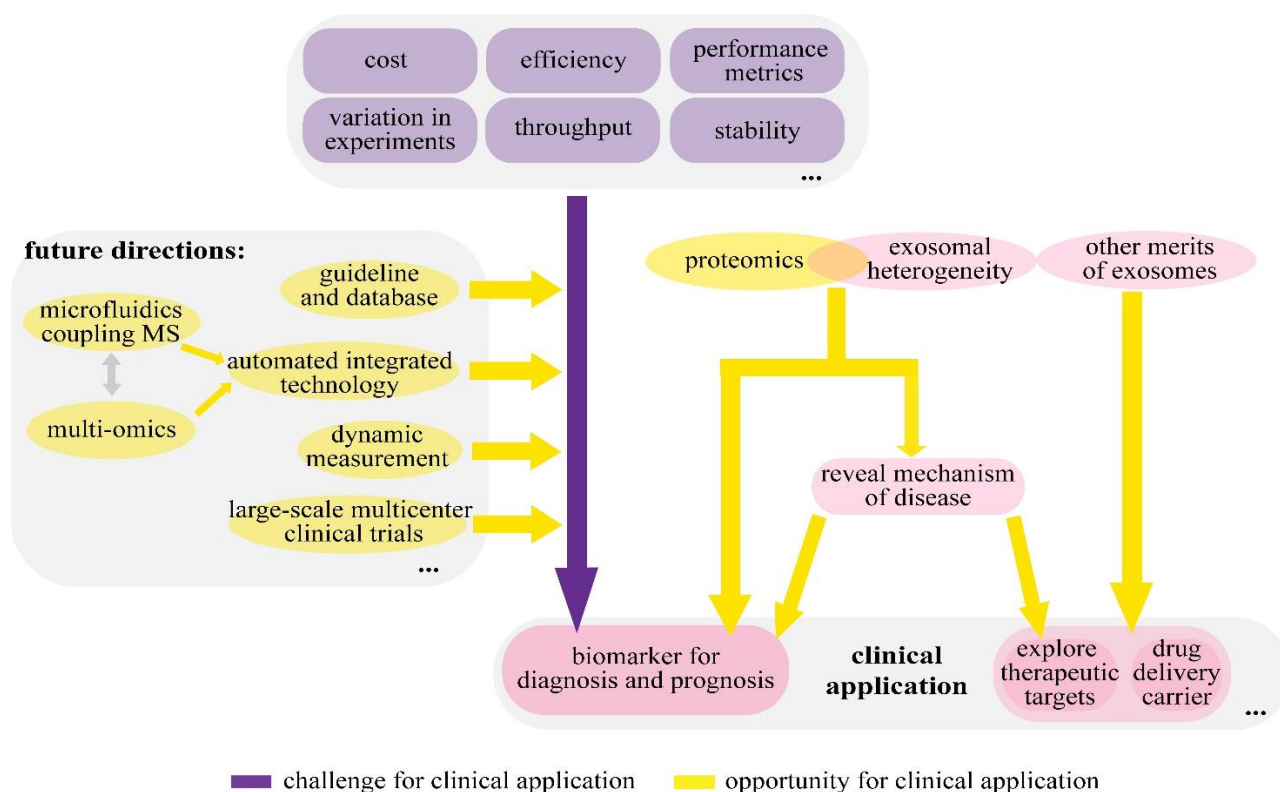 cost
efficiency
performance
metrics
variation in
experiments
throughput
stability
...
future directions:
guideline
and database
microfluidics
coupling MS
automated integrated
technology
multi-omics
dynamic
measurement
large-scale multicenter
clinical trials
...
proteomics
exosomal
heterogeneity
other merits
of exosomes
reveal mechanism
of disease
biomarker for
diagnosis and prognosis
clinical
application
explore
therapeutic
targets
drug
delivery
carrier
...
challenge for clinical application
opportunity for clinical application